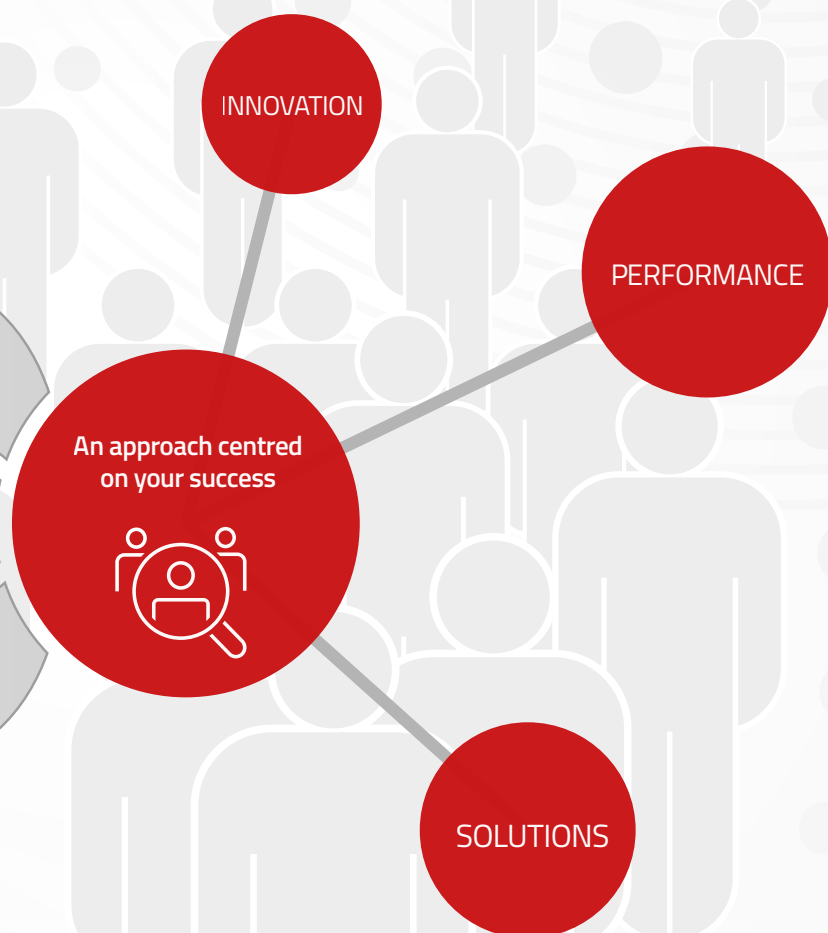 INNOVATION
PERFORMANCE
An approach centred
on your success
SOLUTIONS